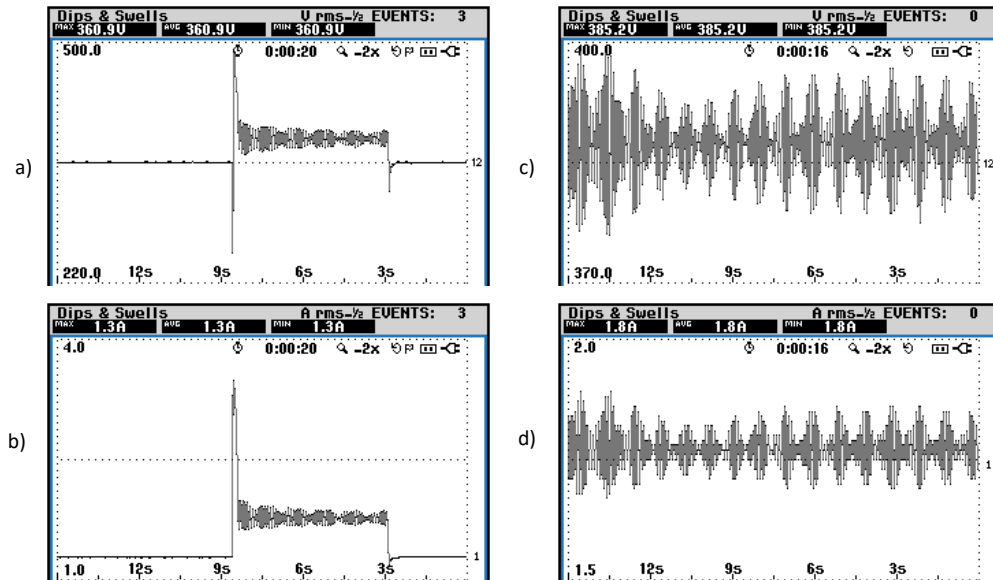 a)
Dips & Swells V rms-½ EVENTS: 3
MAX 360.9V AVG 360.9V MIN 360.9V
500.0 0:00:20 -2x
12
220.0 12s 9s 6s 3s
b)
Dips & Swells A rms-½ EVENTS: 3
MAX 1.3A AVG 1.3A MIN 1.3A
4.0 0:00:20 -2x
1
1.0 12s 9s 6s 3s
c)
Dips & Swells V rms-½ EVENTS: 0
MAX 385.2V AVG 385.2V MIN 385.2V
400.0 0:00:16 -2x
12
370.0 12s 9s 6s 3s
d)
Dips & Swells A rms-½ EVENTS: 0
MAX 1.8A AVG 1.8A MIN 1.8A
2.0 0:00:16 -2x
1
1.5 12s 9s 6s 3s